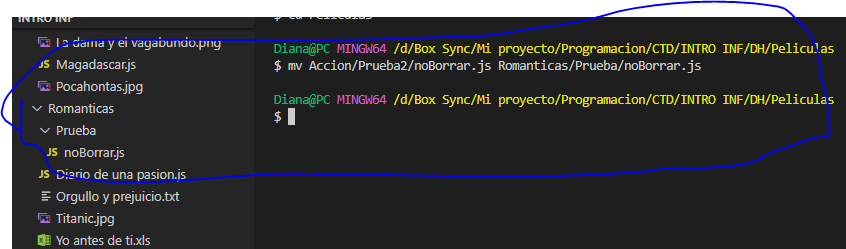 INTRO INF
La dama y el vagabundo.png
JS Magadascar.js
Pocahontas.jpg
Romanticas
Prueba
JS noBorrar.js
JS Diario de una pasion.js
Orgullo y prejuicio.txt
Titanic.jpg
Yo antes de ti.xls
$ cd Peliculas
Diana@PC MINGW64 /d/Box Sync/Mi proyecto/Programacion/CTD/INTRO INF/DH/Peliculas
$ mv Accion/Prueba2/noBorrar.js Romanticas/Prueba/noBorrar.js
Diana@PC MINGW64 /d/Box Sync/Mi proyecto/Programacion/CTD/INTRO INF/DH/Peliculas
$